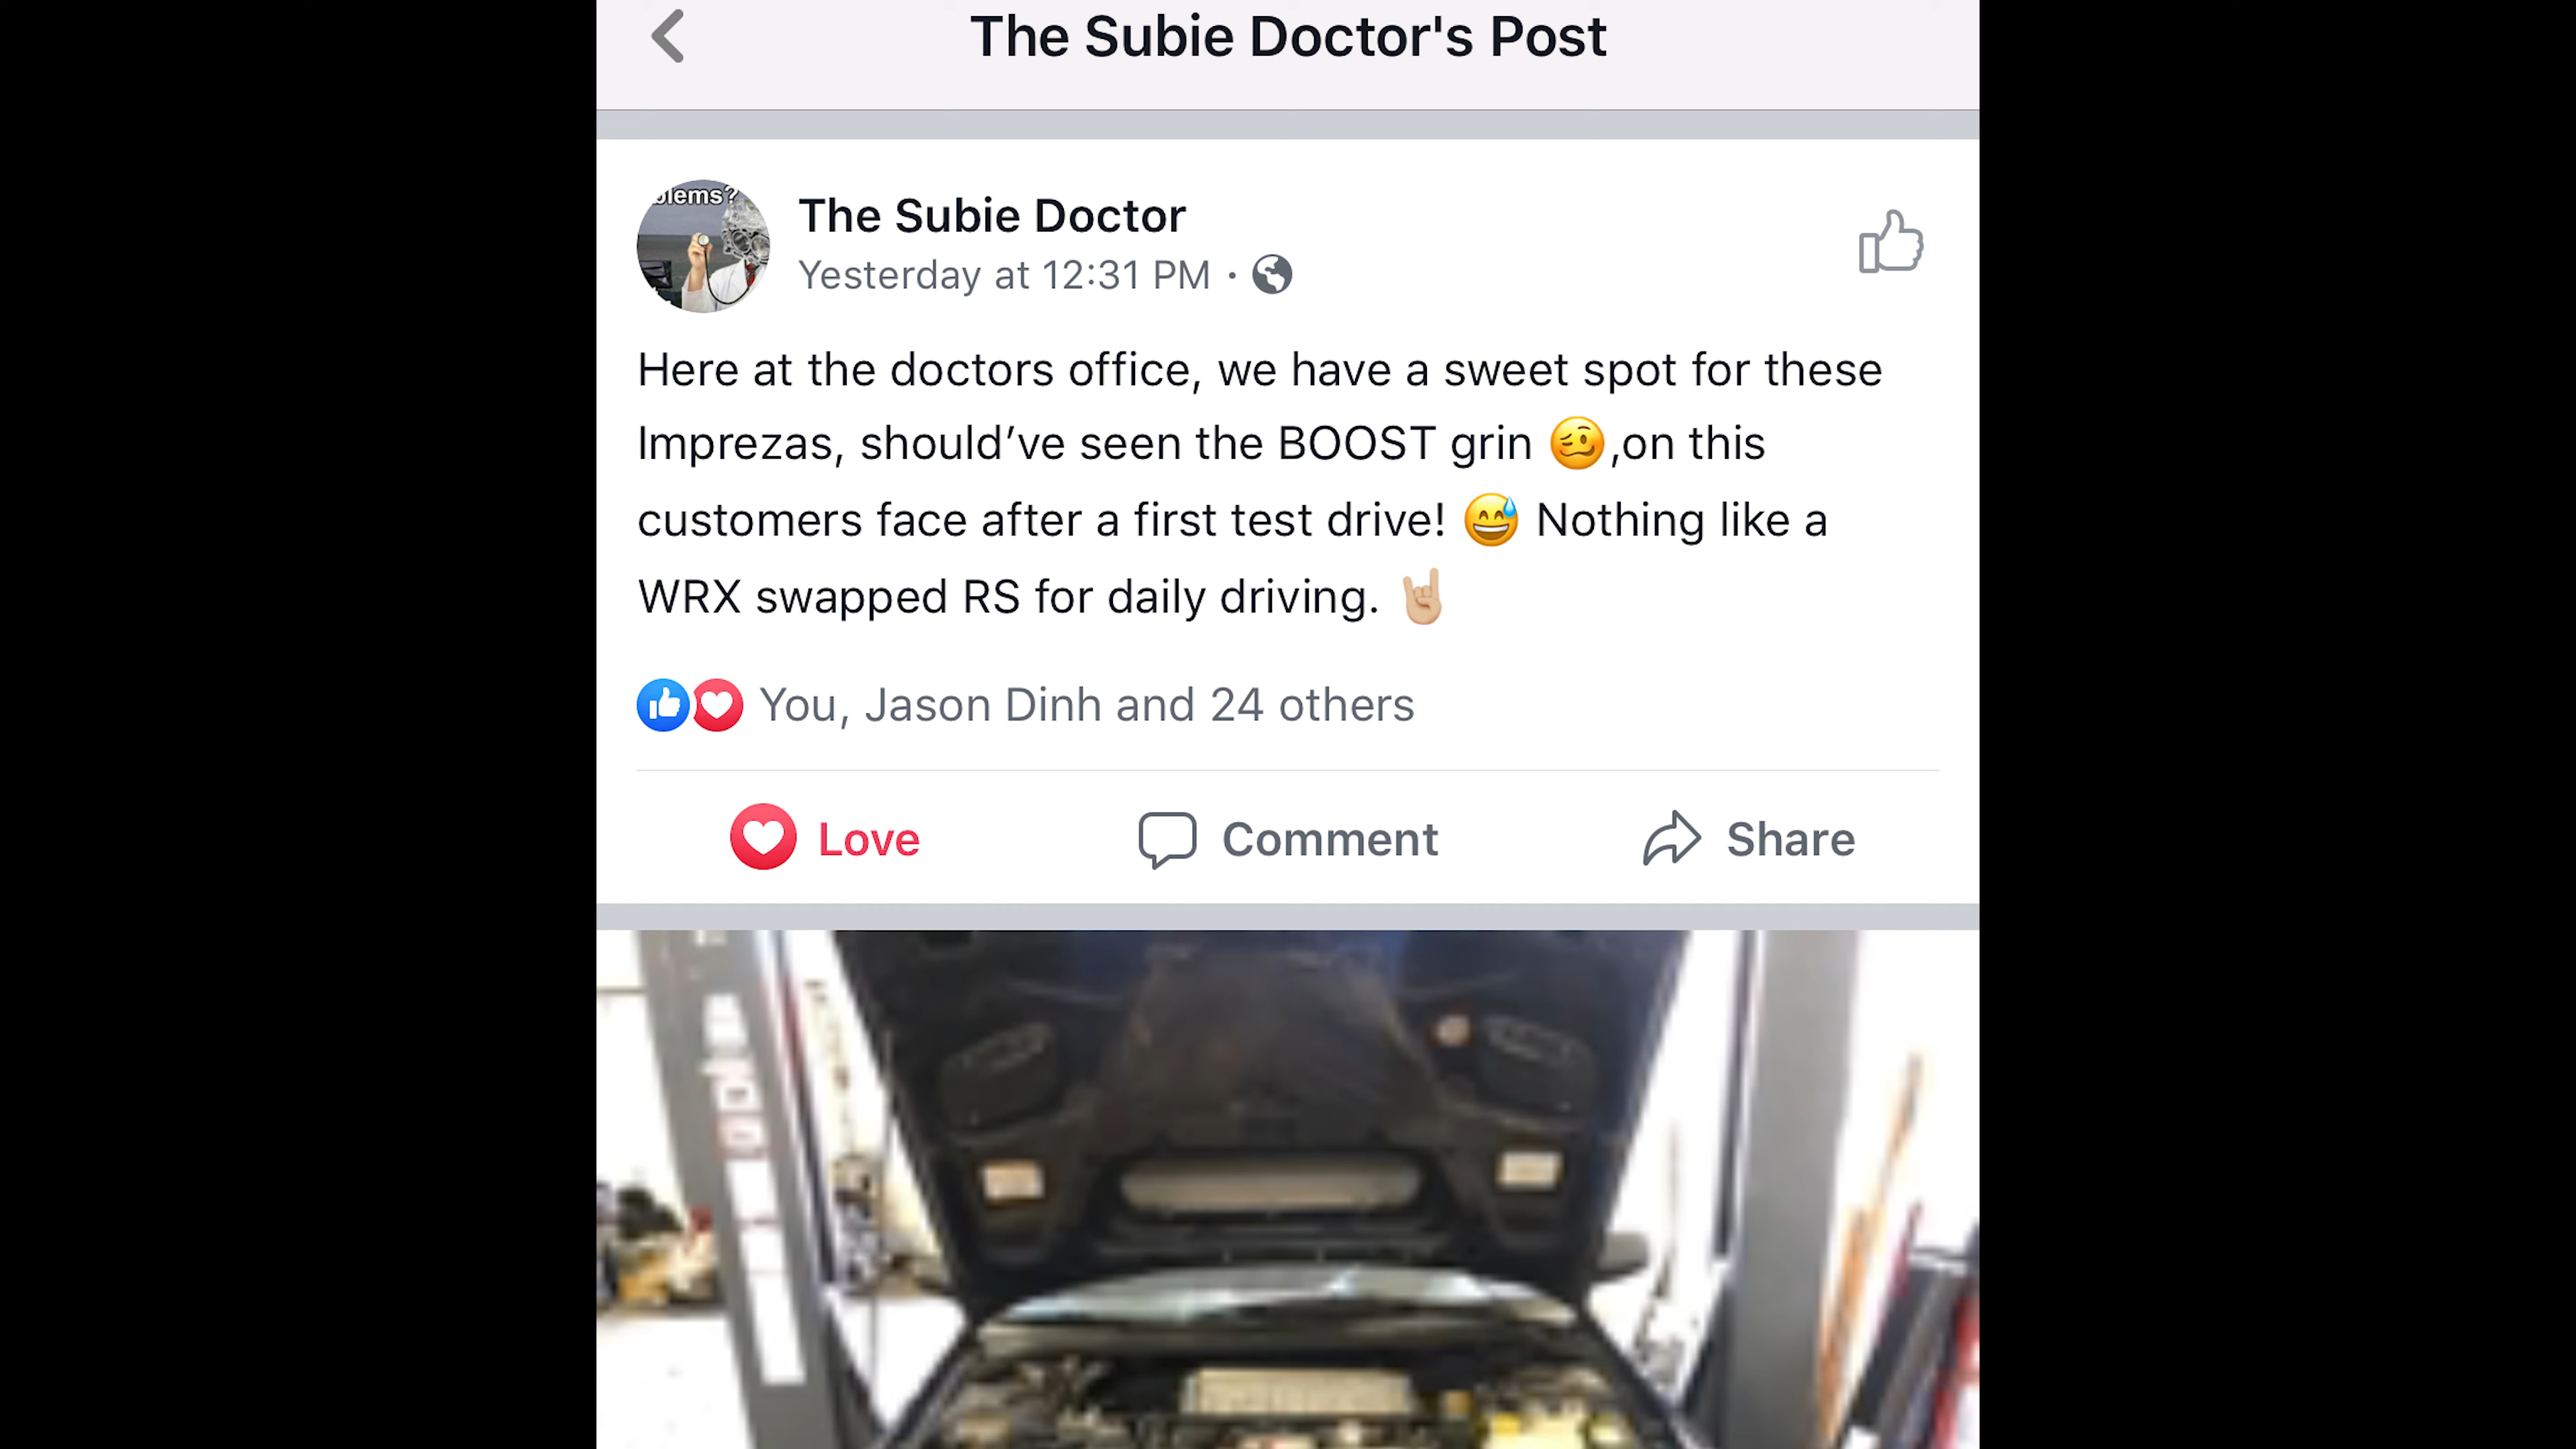 The Subie Doctor's Post
blems?
The Subie Doctor
Yesterday at 12:31 PM ·
Here at the doctors office, we have a sweet spot for these
Imprezas, should’ve seen the BOOST grin 🥴,on this
customers face after a first test drive! 😅 Nothing like a
WRX swapped RS for daily driving. 🤘🏼
You, Jason Dinh and 24 others
Love
Comment
Share